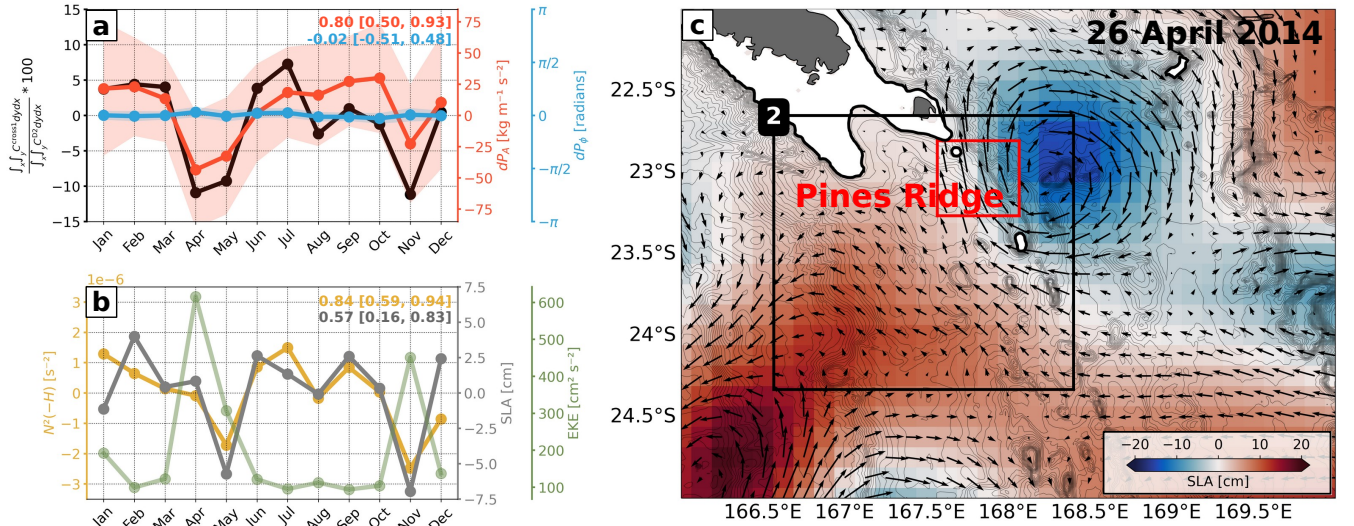 a
0.80 [0.50, 0.93]
-0.02 [-0.51, 0.48]
15
10
5
0
−5
−10
−15
75
50
25
0
−25
−50
−75
π
π/2
0
−π/2
−π
∫x∫y C^cross1 dydx / ∫x∫y C^D2 dydx * 100
dP_A [kg m⁻¹ s⁻²]
dP_ϕ [radians]
Jan Feb Mar Apr May Jun Jul Aug Sep Oct Nov Dec
1e−6
b
0.84 [0.59, 0.94]
0.57 [0.16, 0.83]
3
2
1
0
−1
−2
−3
7.5
5.0
2.5
0.0
−2.5
−5.0
−7.5
600
500
400
300
200
100
N²(−H) [s⁻²]
SLA [cm]
EKE [cm² s⁻²]
Jan Feb Mar Apr May Jun Jul Aug Sep Oct Nov Dec
c
26 April 2014
2
Pines Ridge
22.5°S
23°S
23.5°S
24°S
24.5°S
−20 −10 0 10 20
SLA [cm]
166.5°E 167°E 167.5°E 168°E 168.5°E 169°E 169.5°E